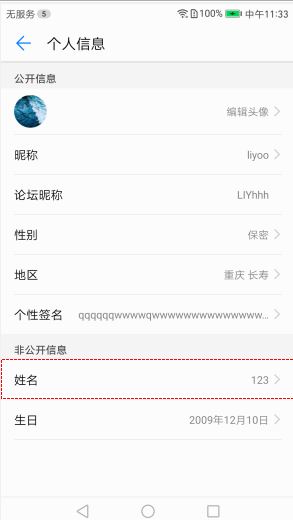 无服务 5 100% 中午11:33
个人信息
公开信息
编辑头像
昵称 liyoo
论坛昵称 LIYhhh
性别 保密
地区 重庆 长寿
个性签名 qqqqqqwwwwqwwwwwwwwwwwwwww...
非公开信息
姓名 123
生日 2009年12月10日